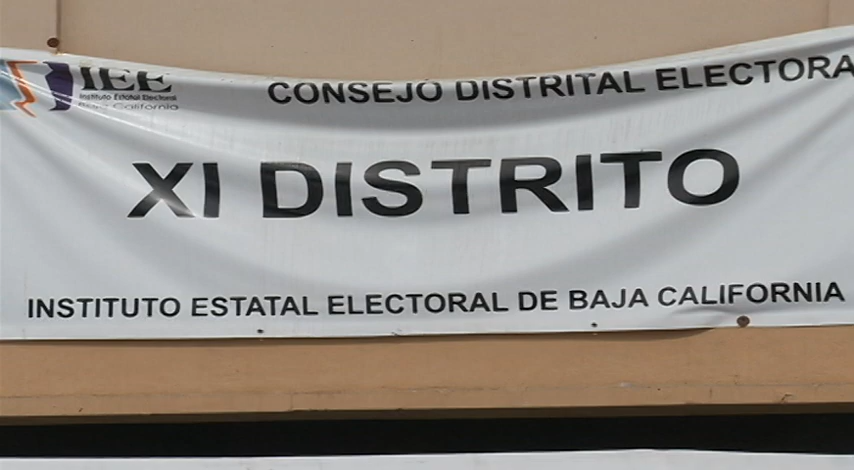 IEE
Instituto Estatal Electoral
Baja California
CONSEJO DISTRITAL ELECTORA
XI DISTRITO
INSTITUTO ESTATAL ELECTORAL DE BAJA CALIFORNIA